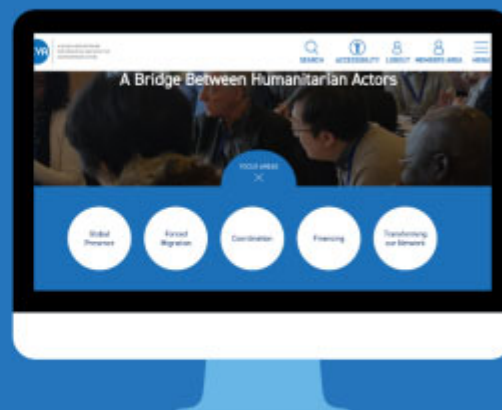 SEARCH ACCESSIBILITY LOGOUT MEMBERS AREA MENU
A Bridge Between Humanitarian Actors
FOCUS AREAS
Global
Presence
Forced
Migration
Coordination
Financing
Transforming
our Network